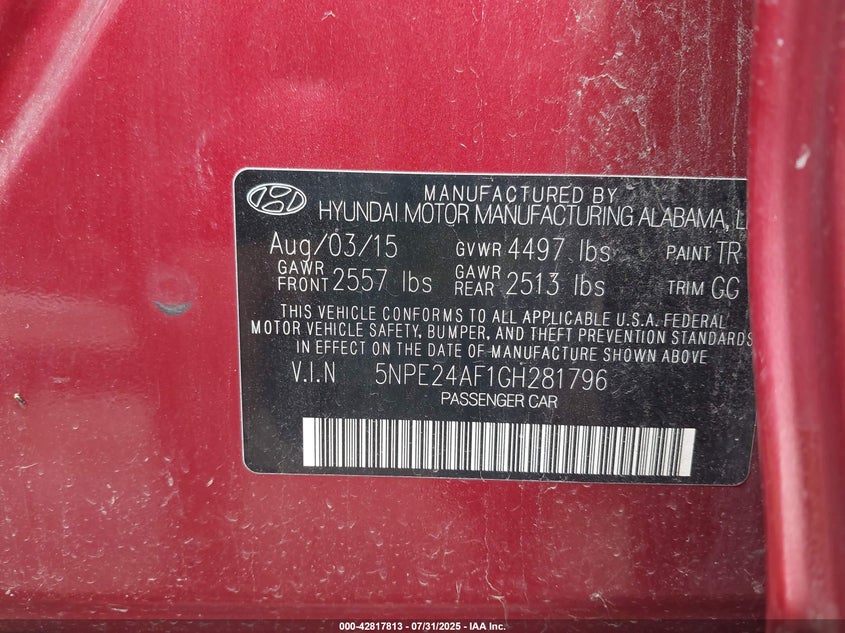 MANUFACTURED BY
HYUNDAI MOTOR MANUFACTURING ALABAMA,
Aug/03/15 GVWR 4497 lbs PAINT TR
GAWR FRONT 2557 lbs GAWR REAR 2513 lbs TRIM GG
THIS VEHICLE CONFORMS TO ALL APPLICABLE U.S.A. FEDERAL
MOTOR VEHICLE SAFETY, BUMPER, AND THEFT PREVENTION STANDARDS
IN EFFECT ON THE DATE OF MANUFACTURE SHOWN ABOVE
V.I.N 5NPE24AF1GH281796
PASSENGER CAR
000-42817813 - 07/31/2025 - IAA Inc.